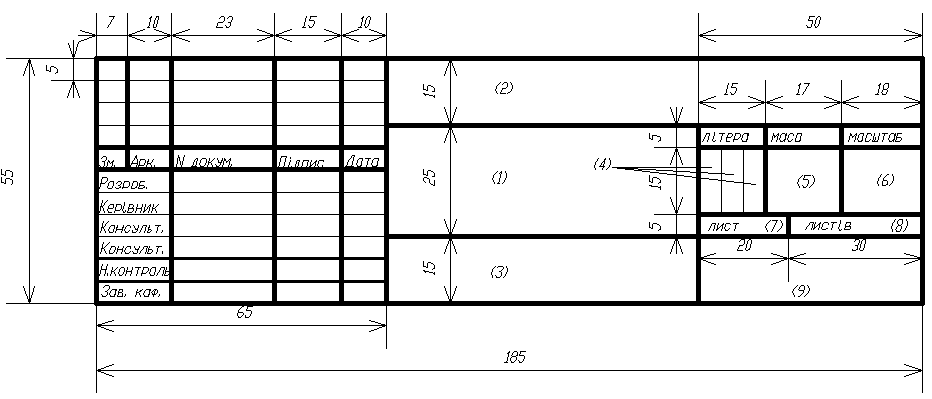 7 10 23 15 10 50
5
15 (2) 15 17 18
5 літера маса масштаб
Зм. Арк. N докум. Підпис Дата
55 25 (1) (4) 15 (5) (6)
Розроб.
Керівник
Консульт.
5 лист (7) листів (8)
Консульт.
20 30
Н.контроль
15 (3)
Зав. каф.
(9)
65
185